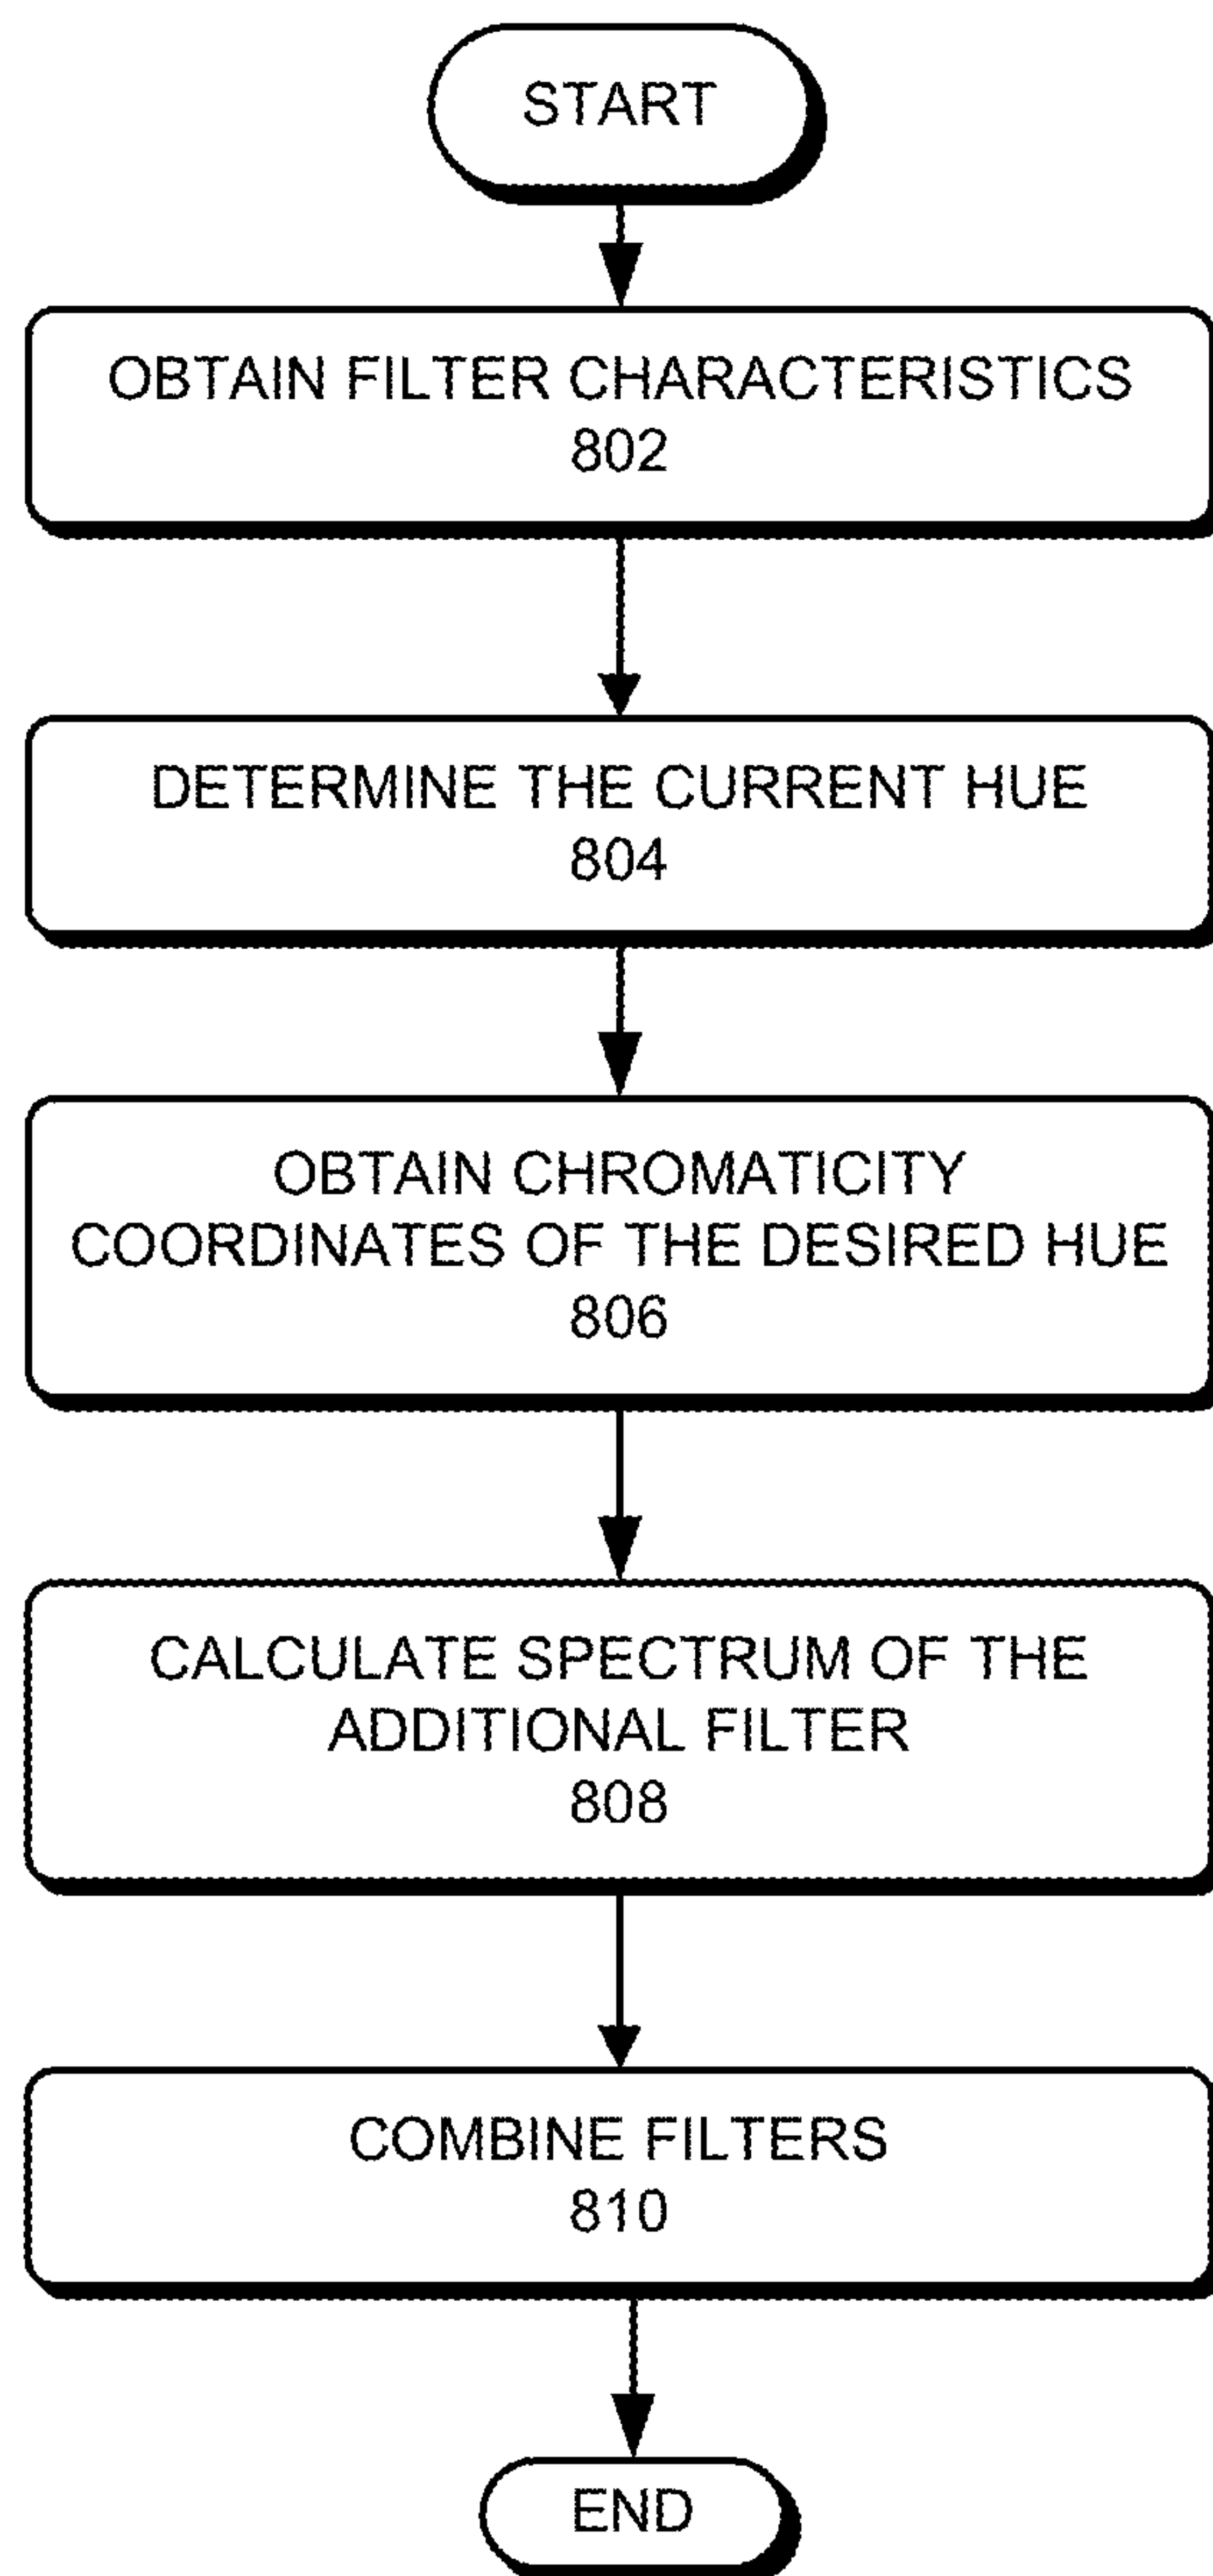 START
OBTAIN FILTER CHARACTERISTICS
802
DETERMINE THE CURRENT HUE
804
OBTAIN CHROMATICITY
COORDINATES OF THE DESIRED HUE
806
CALCULATE SPECTRUM OF THE
ADDITIONAL FILTER
808
COMBINE FILTERS
810
END